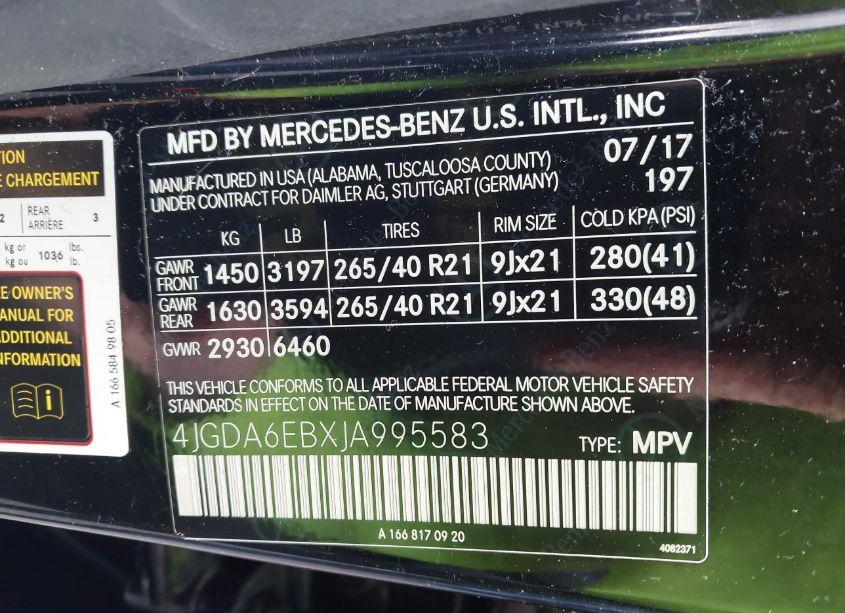 MFD BY MERCEDES-BENZ U.S. INTL., INC
MANUFACTURED IN USA (ALABAMA, TUSCALOOSA COUNTY) 07/17
UNDER CONTRACT FOR DAIMLER AG, STUTTGART (GERMANY) 197
KG LB TIRES RIM SIZE COLD KPA (PSI)
GAWR FRONT 1450 3197 265/40 R21 9Jx21 280(41)
GAWR REAR 1630 3594 265/40 R21 9Jx21 330(48)
GVWR 2930 6460
THIS VEHICLE CONFORMS TO ALL APPLICABLE FEDERAL MOTOR VEHICLE SAFETY
STANDARDS IN EFFECT ON THE DATE OF MANUFACTURE SHOWN ABOVE.
4JGDA6EBXJA995583 TYPE: MPV
A 166 817 09 20
4062371
CHARGEMENT
2 REAR 3
ARRIÈRE
kg or 1036 lbs.
kg ou lb.
OWNER'S
MANUAL FOR
ADDITIONAL
INFORMATION
A 166 584 98 05